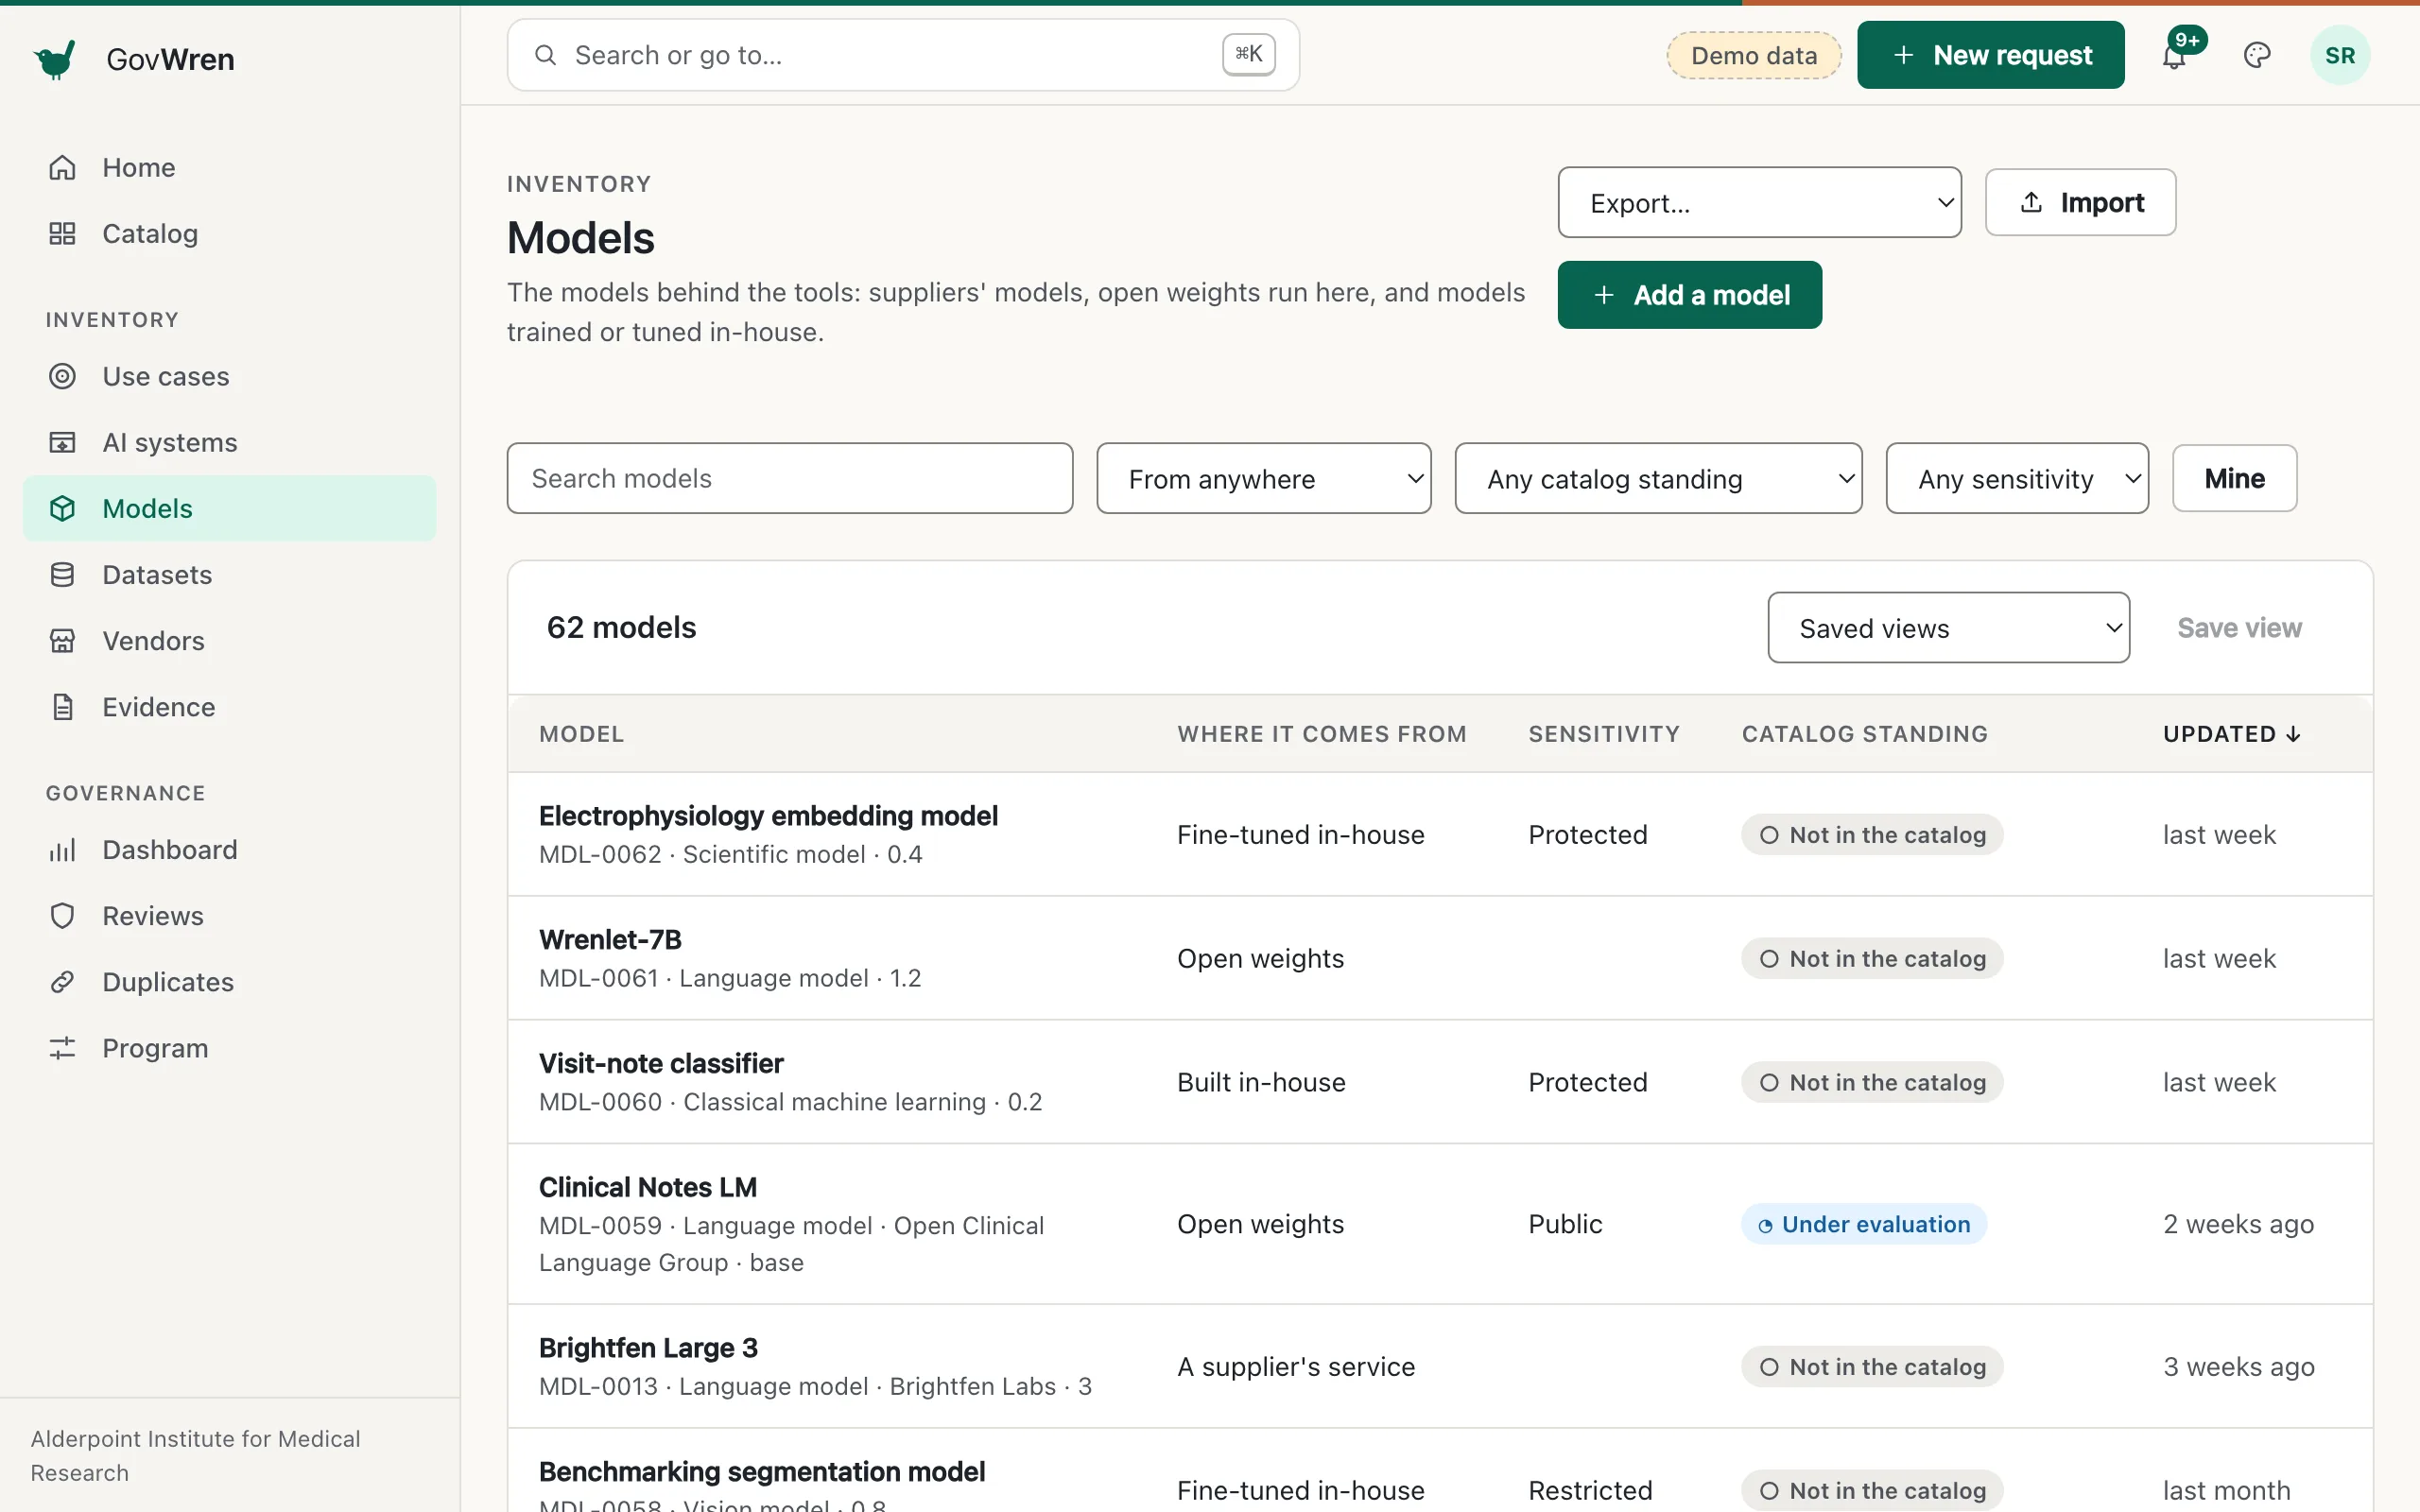 GovWren
Search or go to...
⌘K
Demo data
+ New request
9+
SR
Home
Catalog
INVENTORY
Use cases
AI systems
Models
Datasets
Vendors
Evidence
GOVERNANCE
Dashboard
Reviews
Duplicates
Program
Alderpoint Institute for Medical
Research
INVENTORY
Models
The models behind the tools: suppliers' models, open weights run here, and models
trained or tuned in-house.
Export...
Import
+ Add a model
Search models
From anywhere
Any catalog standing
Any sensitivity
Mine
62 models
Saved views
Save view
MODEL WHERE IT COMES FROM SENSITIVITY CATALOG STANDING UPDATED ↓
Electrophysiology embedding model
MDL-0062 · Scientific model · 0.4
Fine-tuned in-house Protected Not in the catalog last week
Wrenlet-7B
MDL-0061 · Language model · 1.2
Open weights Not in the catalog last week
Visit-note classifier
MDL-0060 · Classical machine learning · 0.2
Built in-house Protected Not in the catalog last week
Clinical Notes LM
MDL-0059 · Language model · Open Clinical
Language Group · base
Open weights Public Under evaluation 2 weeks ago
Brightfen Large 3
MDL-0013 · Language model · Brightfen Labs · 3
A supplier's service Not in the catalog 3 weeks ago
Benchmarking segmentation model
MDL-0058 · Vision model · 0.8
Fine-tuned in-house Restricted Not in the catalog last month